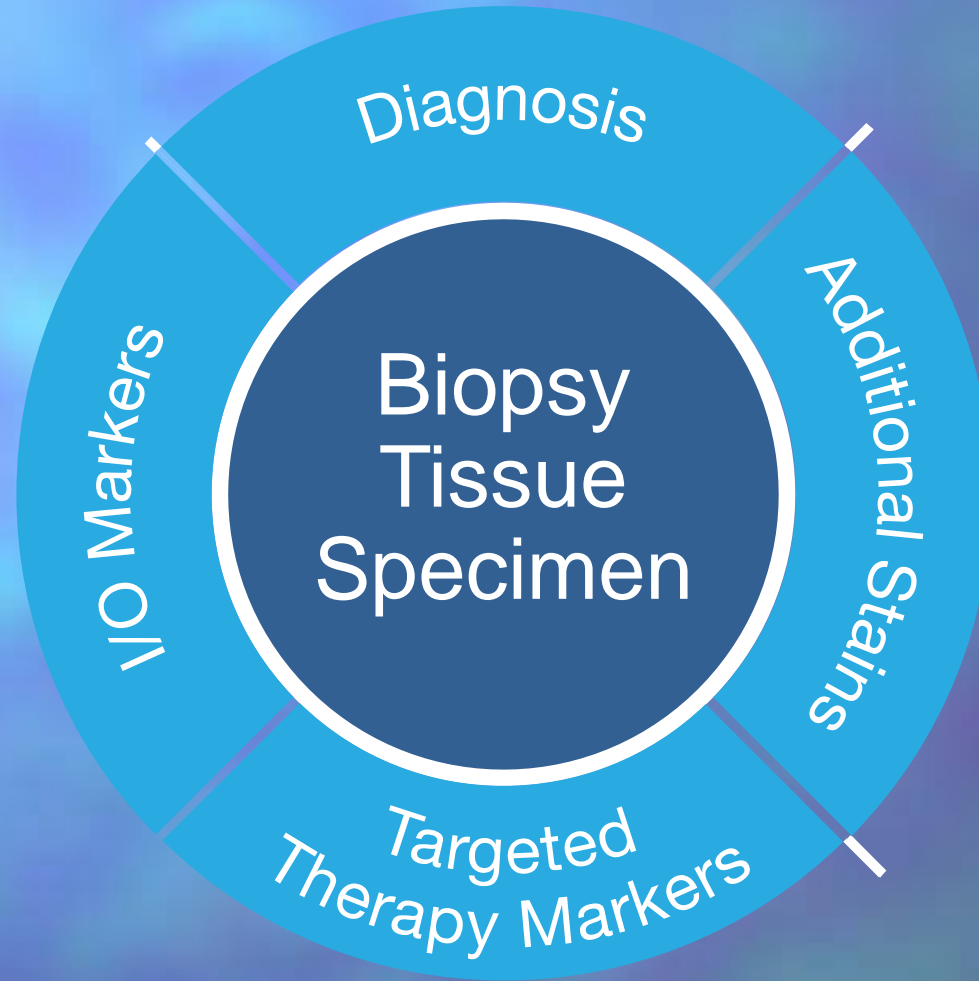 Diagnosis
Additional Stains
Targeted
Therapy Markers
I/O Markers
Biopsy
Tissue
Specimen